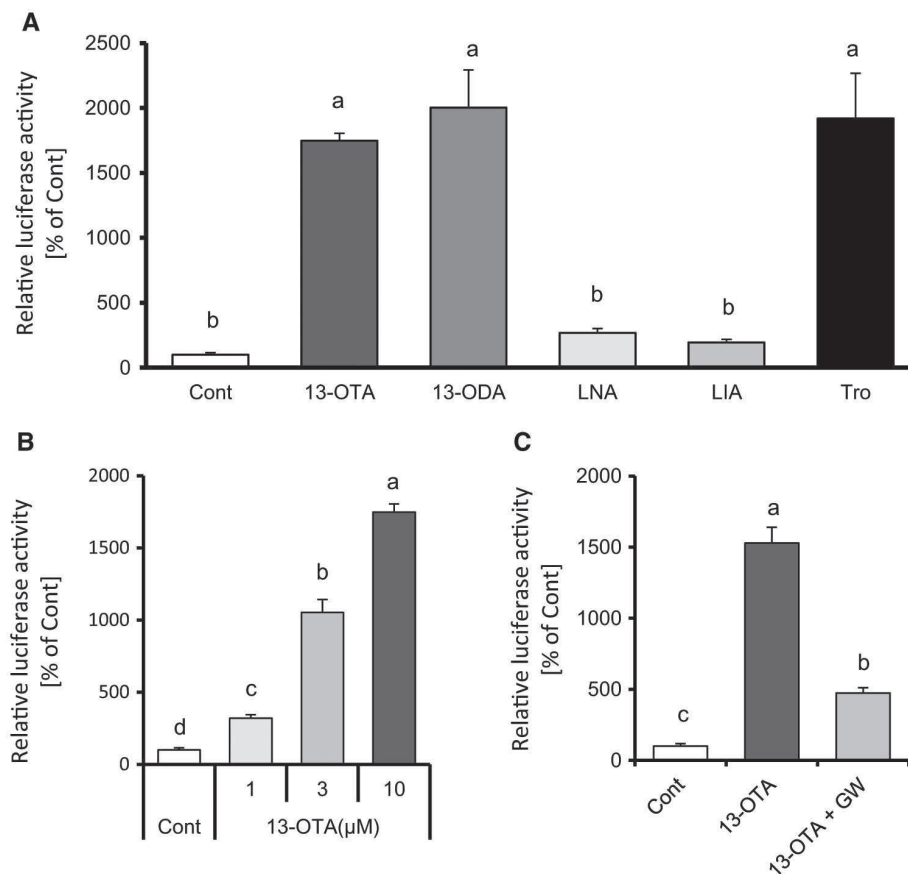 A
Relative luciferase activity
[% of Cont]
2500
2000
1500
1000
500
0
b
a
a
b
b
a
Cont 13-OTA 13-ODA LNA LIA Tro
B
Relative luciferase activity
[% of Cont]
2000
1500
1000
500
0
d
c
b
a
1 3 10
Cont 13-OTA(μM)
C
Relative luciferase activity
[% of Cont]
2000
1500
1000
500
0
c
a
b
Cont
13-OTA
13-OTA + GW